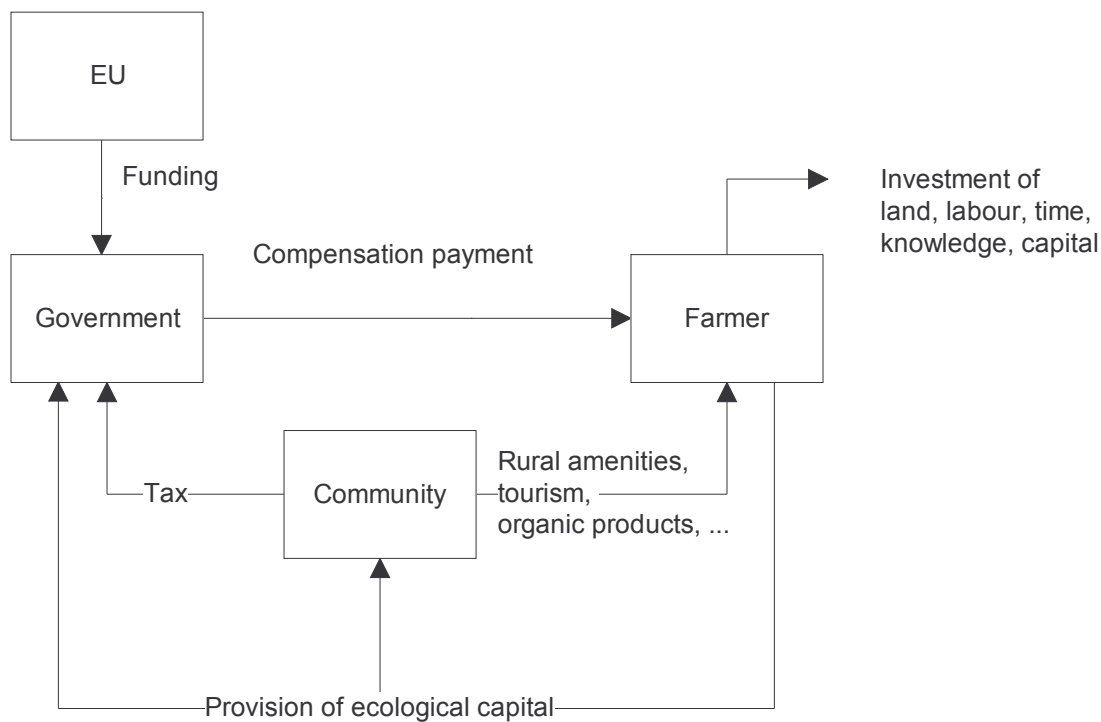 EU
Funding
Investment of
land, labour, time,
knowledge, capital
Compensation payment
Government
Farmer
Rural amenities,
tourism,
organic products, ...
Tax
Community
Provision of ecological capital